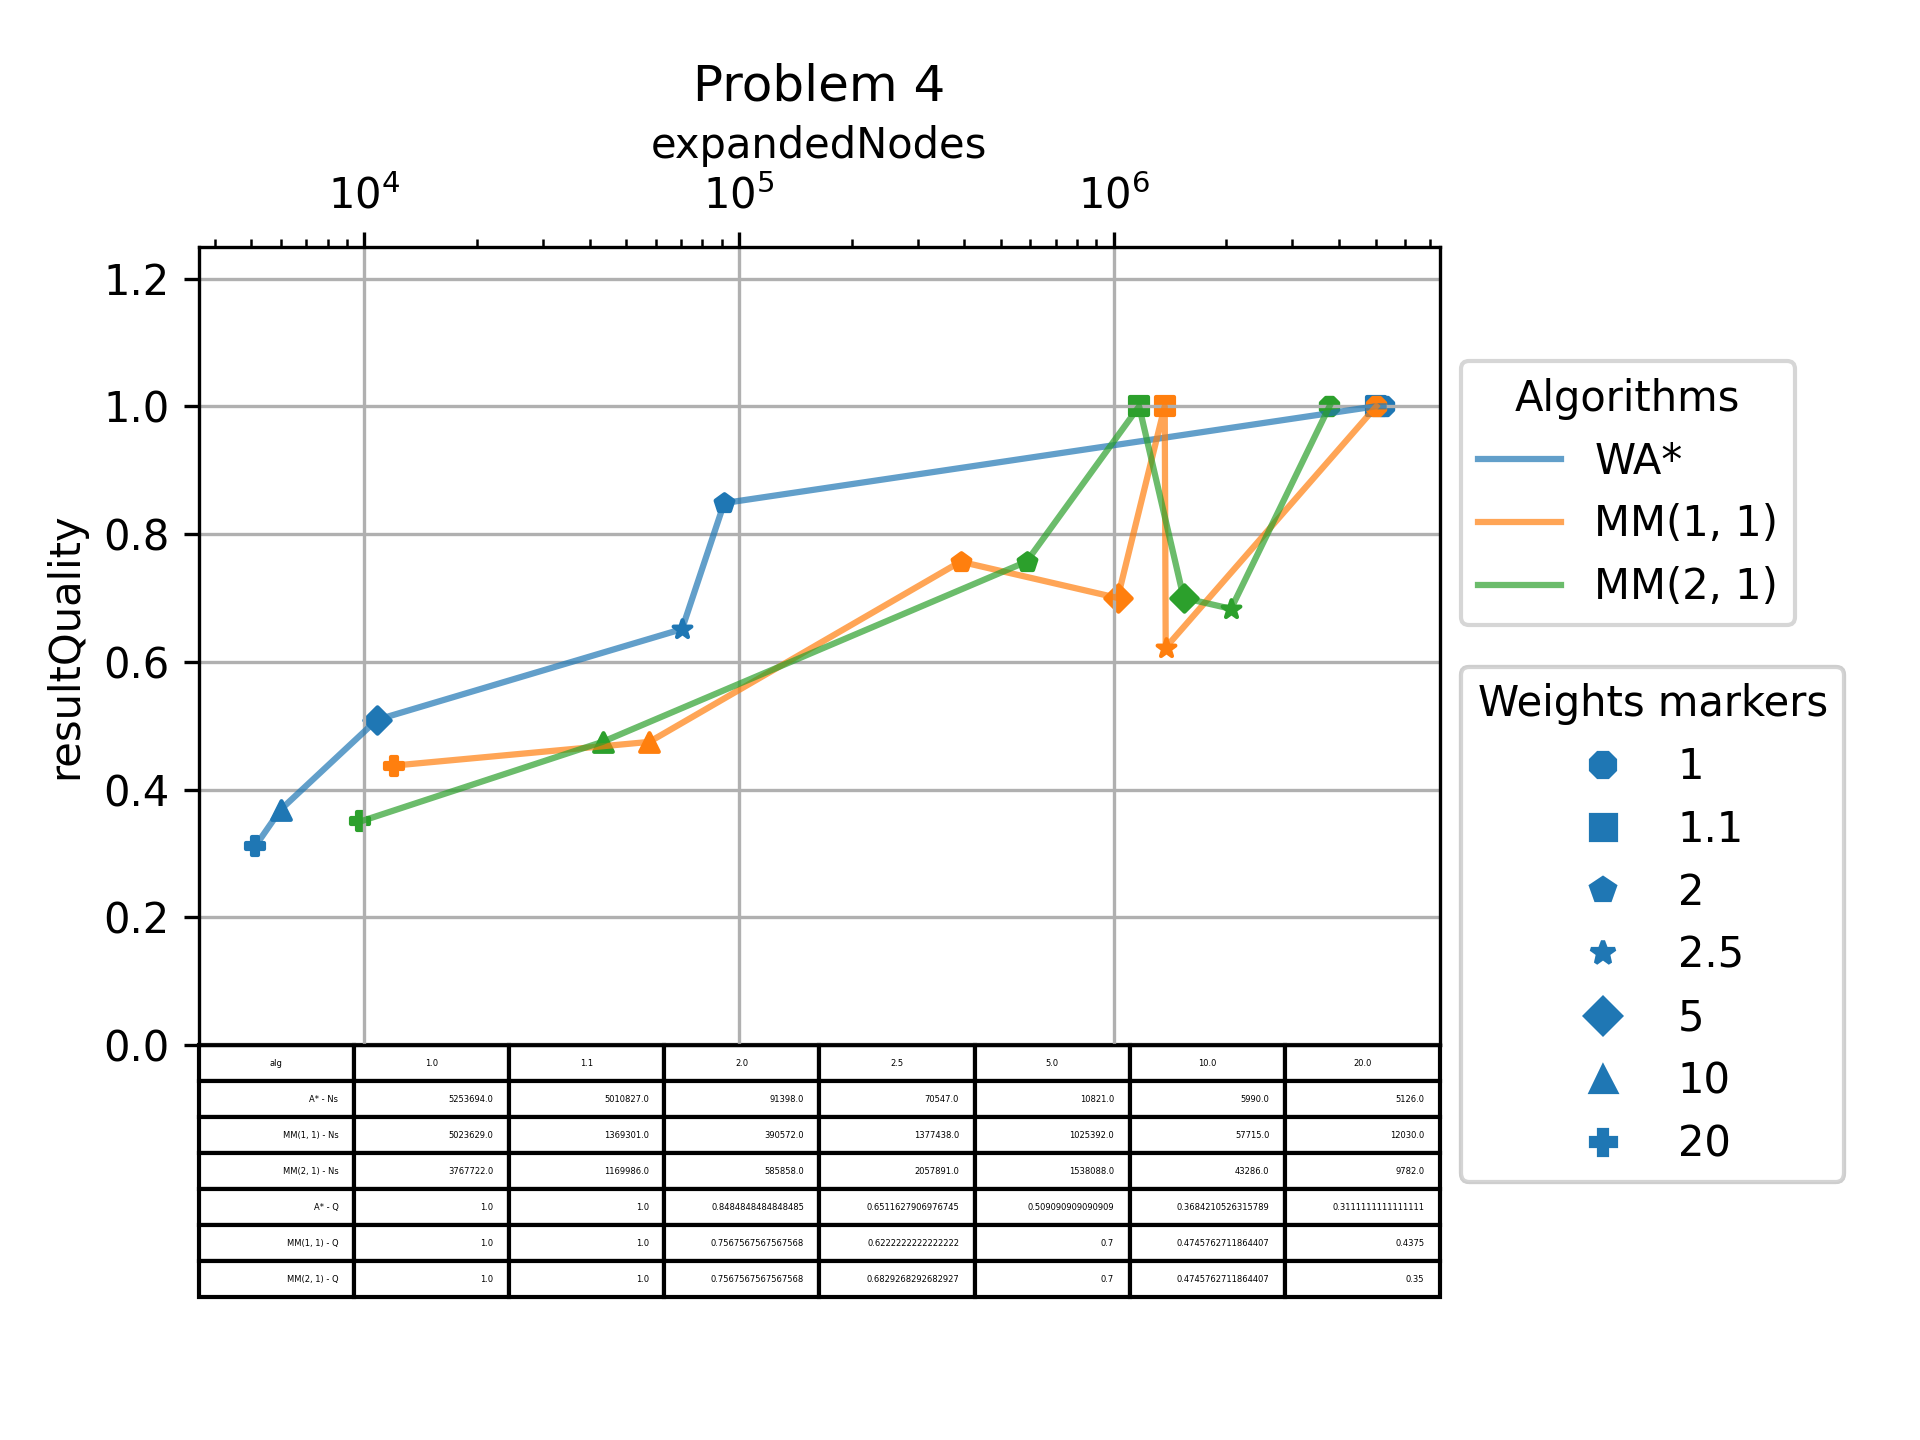 Problem 4
expandedNodes
10^4 10^5 10^6
resultQuality
1.2
1.0
0.8
0.6
0.4
0.2
0.0
Algorithms
WA*
MM(1, 1)
MM(2, 1)
Weights markers
1
1.1
2
2.5
5
10
20
alg 1.0 1.1 2.0 2.5 5.0 10.0 20.0
A* - Ns 5253694.0 5010827.0 91398.0 70547.0 10821.0 5990.0 5126.0
MM(1, 1) - Ns 5023629.0 1369301.0 390572.0 1377438.0 1025392.0 57715.0 12030.0
MM(2, 1) - Ns 3767722.0 1169986.0 585858.0 2057891.0 1538088.0 43286.0 9782.0
A* - Q 1.0 1.0 0.8484848484848485 0.6511627906976745 0.509090909090909 0.3684210526315789 0.3111111111111111
MM(1, 1) - Q 1.0 1.0 0.7567567567567568 0.6222222222222222 0.7 0.4745762711864407 0.4375
MM(2, 1) - Q 1.0 1.0 0.7567567567567568 0.6829268292682927 0.7 0.4745762711864407 0.35